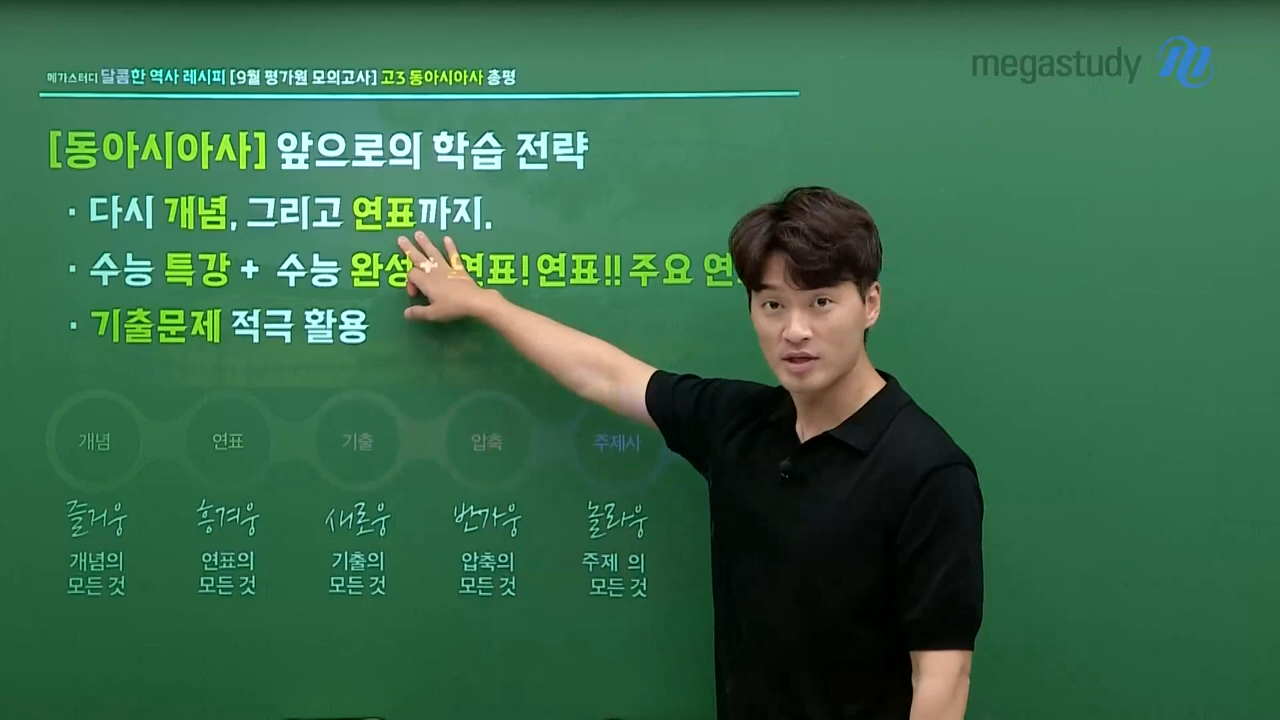 메가스터디 달콤한 역사 레시피 [9월 평가원 모의고사] 고3 동아시아사 총평
megastudy
[동아시아사] 앞으로의 학습 전략
· 다시 개념, 그리고 연표까지.
· 수능 특강 + 수능 완성 + 연표! 연표!! 주요 연
· 기출문제 적극 활용
개념 연표 기출 압축 주제사
즐거웅 흥겨웅 새로웅 반가웅 놀라웅
개념의 연표의 기출의 압축의 주제 의
모든 것 모든 것 모든 것 모든 것 모든 것